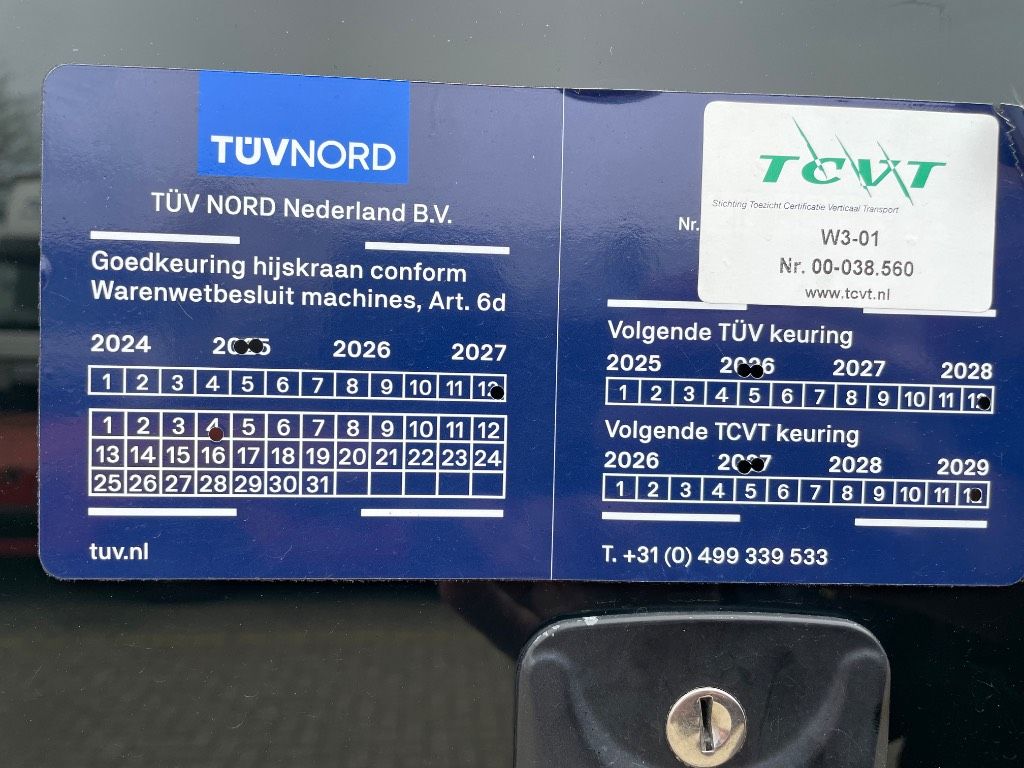 TÜVNORD
TÜV NORD Nederland B.V.
Goedkeuring hijskraan conform
Warenwetbesluit machines, Art. 6d
2024 2025 2026 2027
1 2 3 4 5 6 7 8 9 10 11 12
1 2 3 4 5 6 7 8 9 10 11 12
13 14 15 16 17 18 19 20 21 22 23 24
25 26 27 28 29 30 31
tuv.nl
TCVT
Stichting Toezicht Certificatie Verticaal Transport
Nr.
W3-01
Nr. 00-038.560
www.tcvt.nl
Volgende TÜV keuring
2025 2026 2027 2028
1 2 3 4 5 6 7 8 9 10 11 12
Volgende TCVT keuring
2026 2027 2028 2029
1 2 3 4 5 6 7 8 9 10 11 12
T. +31 (0) 499 339 533